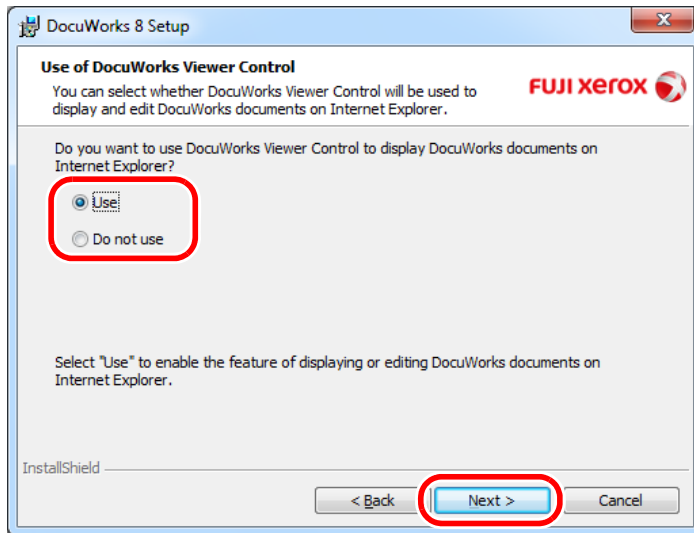 DocuWorks 8 Setup
Use of DocuWorks Viewer Control
You can select whether DocuWorks Viewer Control will be used to
display and edit DocuWorks documents on Internet Explorer.
FUJI XEROX
Do you want to use DocuWorks Viewer Control to display DocuWorks documents on
Internet Explorer?
Use
Do not use
Select "Use" to enable the feature of displaying or editing DocuWorks documents on
Internet Explorer.
InstallShield
< Back
Next >
Cancel